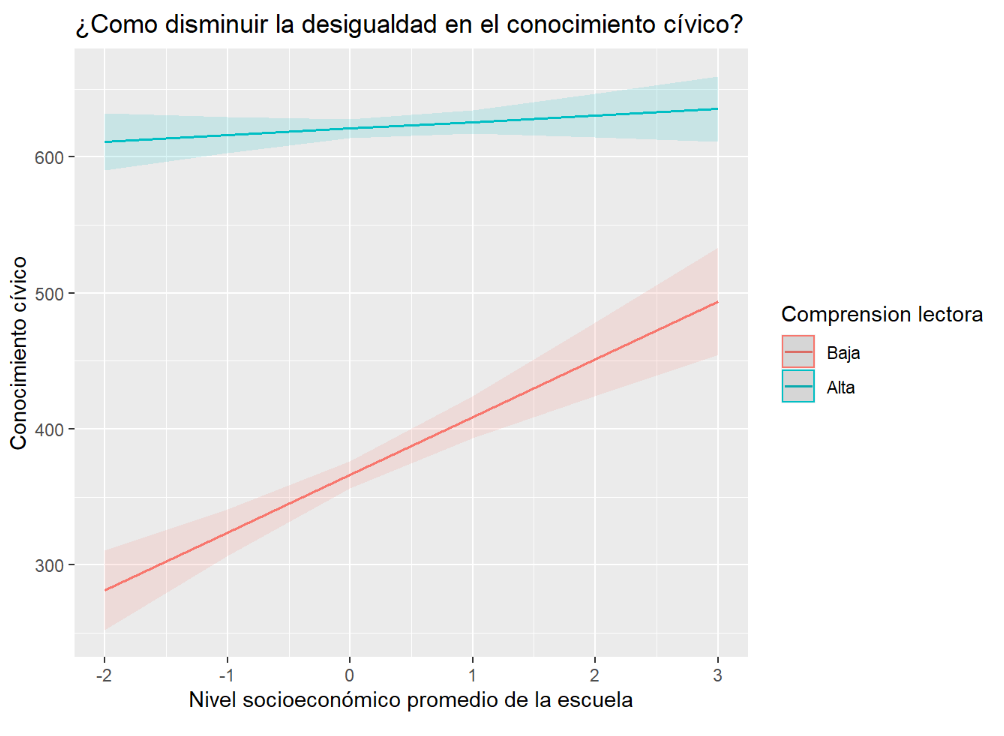 ¿Como disminuir la desigualdad en el conocimiento cívico?
600
500
400
300
Conocimiento cívico
-2
-1
0
1
2
3
Nivel socioeconómico promedio de la escuela
Comprension lectora
Baja
Alta